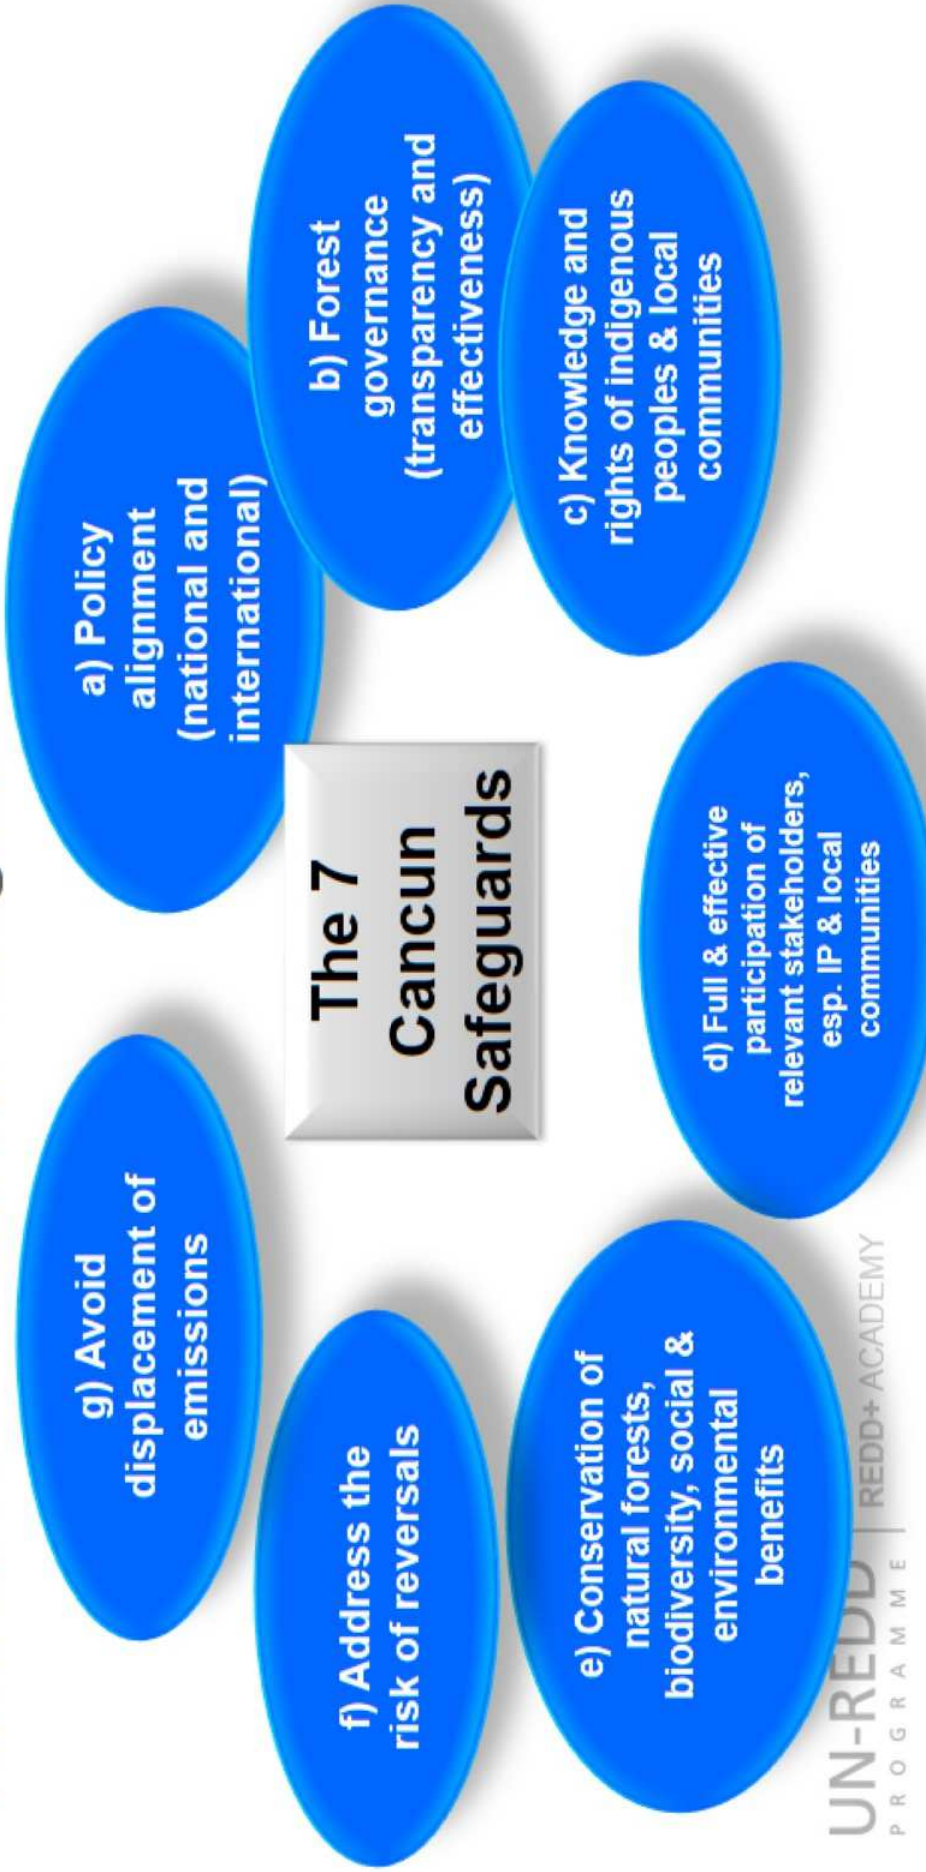 The 7
Cancun
Safeguards
a) Policy
alignment
(national and
international)
b) Forest
governance
(transparency and
effectiveness)
c) Knowledge and
rights of indigenous
peoples & local
communities
d) Full & effective
participation of
relevant stakeholders,
esp. IP & local
communities
e) Conservation of
natural forests,
biodiversity, social &
environmental
benefits
f) Address the
risk of reversals
g) Avoid
displacement of
emissions
UN-REDD
PROGRAMME
REDD+ ACADEMY